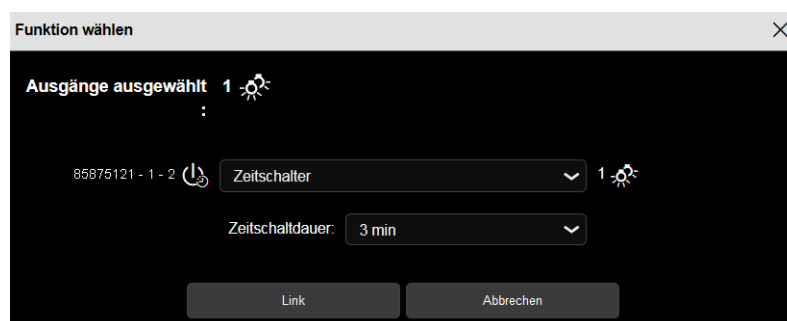 Funktion wählen
Ausgänge ausgewählt 1
:
85875121 - 1 - 2 Zeitschalter 1
Zeitschaltdauer: 3 min
Link Abbrechen